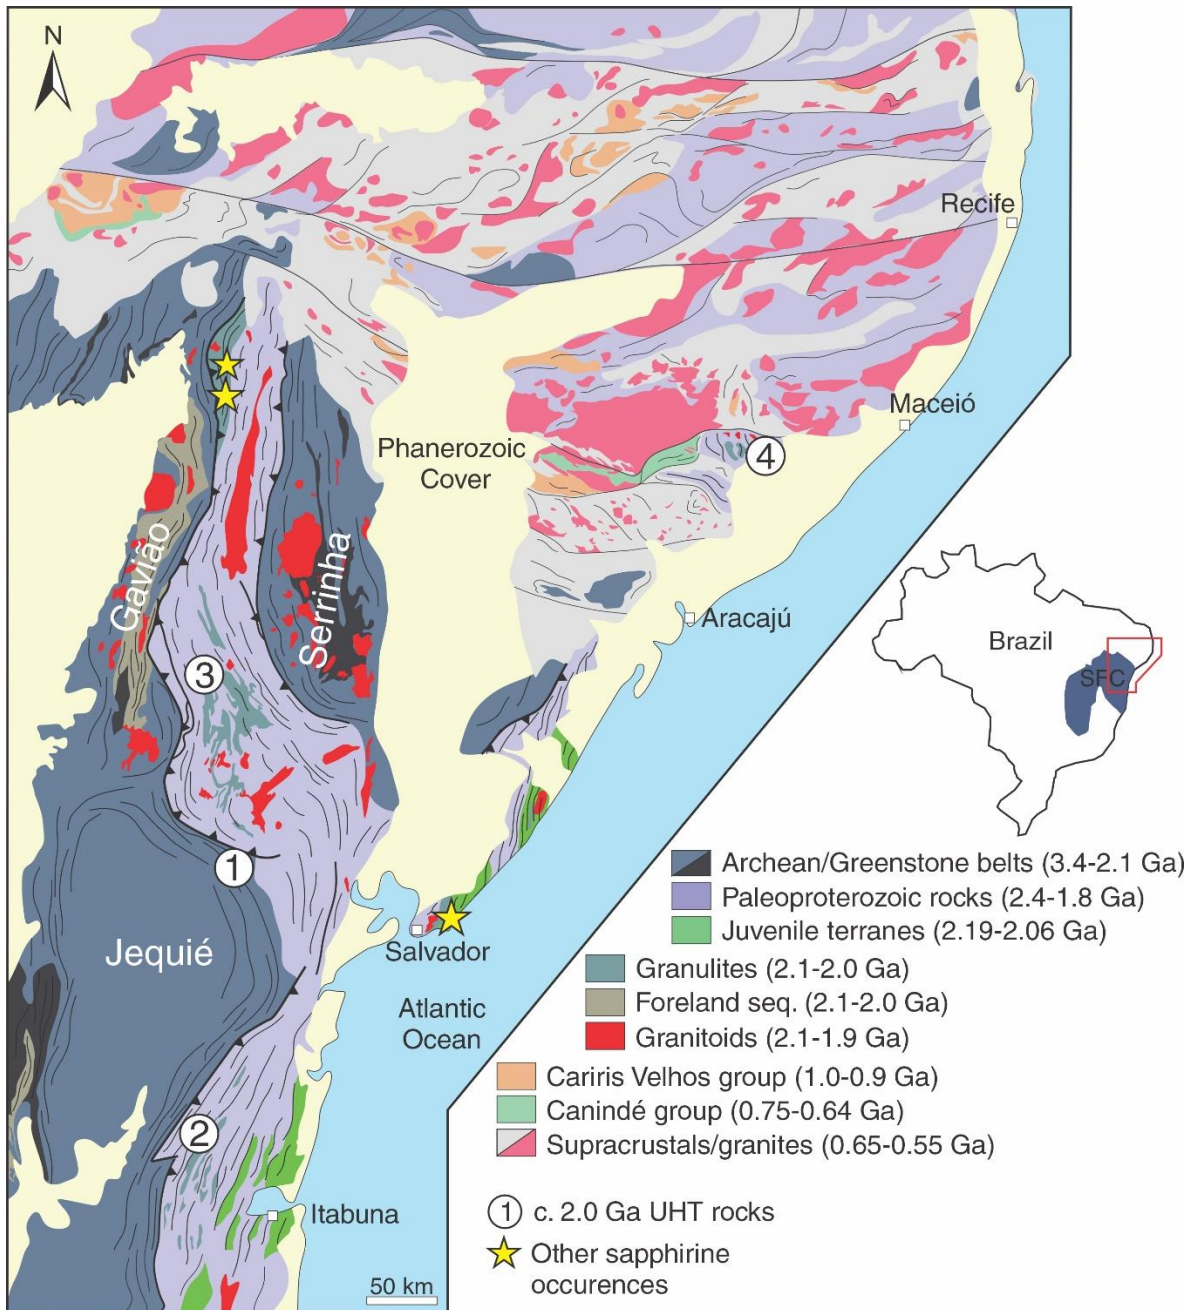 N
Recife
Maceió
Phanerozoic
Cover
4
Gavião
Serrinha
Aracajú
Brazil
SFC
3
1
Jequié
Salvador
Atlantic
Ocean
2
Itabuna
50 km
Archean/Greenstone belts (3.4-2.1 Ga)
Paleoproterozoic rocks (2.4-1.8 Ga)
Juvenile terranes (2.19-2.06 Ga)
Granulites (2.1-2.0 Ga)
Foreland seq. (2.1-2.0 Ga)
Granitoids (2.1-1.9 Ga)
Cariris Velhos group (1.0-0.9 Ga)
Canindé group (0.75-0.64 Ga)
Supracrustals/granites (0.65-0.55 Ga)
1 c. 2.0 Ga UHT rocks
Other sapphirine
occurences